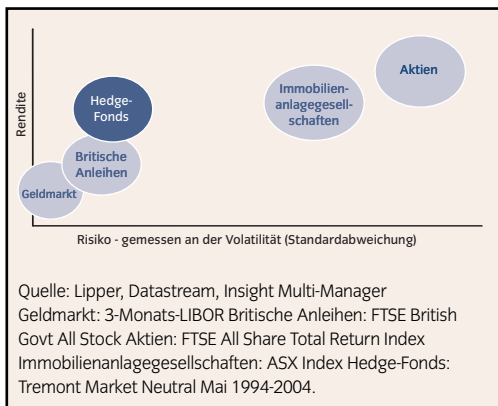 Rendite
Aktien
Immobilien-
anlagegesell-
schaften
Hedge-
Fonds
Britische
Anleihen
Geldmarkt
Risiko - gemessen an der Volatilität (Standardabweichung)
Quelle: Lipper, Datastream, Insight Multi-Manager
Geldmarkt: 3-Monats-LIBOR Britische Anleihen: FTSE British
Govt All Stock Aktien: FTSE All Share Total Return Index
Immobilienanlagegesellschaften: ASX Index Hedge-Fonds:
Tremont Market Neutral Mai 1994-2004.